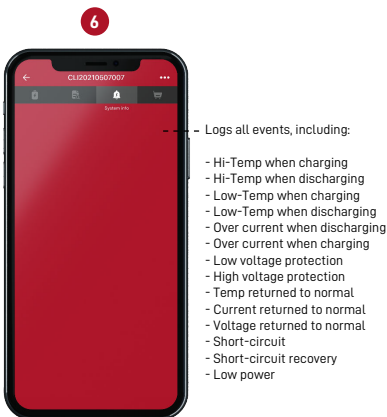 6
CLI20210507007
System info
Logs all events, including:
- Hi-Temp when charging
- Hi-Temp when discharging
- Low-Temp when charging
- Low-Temp when discharging
- Over current when discharging
- Over current when charging
- Low voltage protection
- High voltage protection
- Temp returned to normal
- Current returned to normal
- Voltage returned to normal
- Short-circuit
- Short-circuit recovery
- Low power